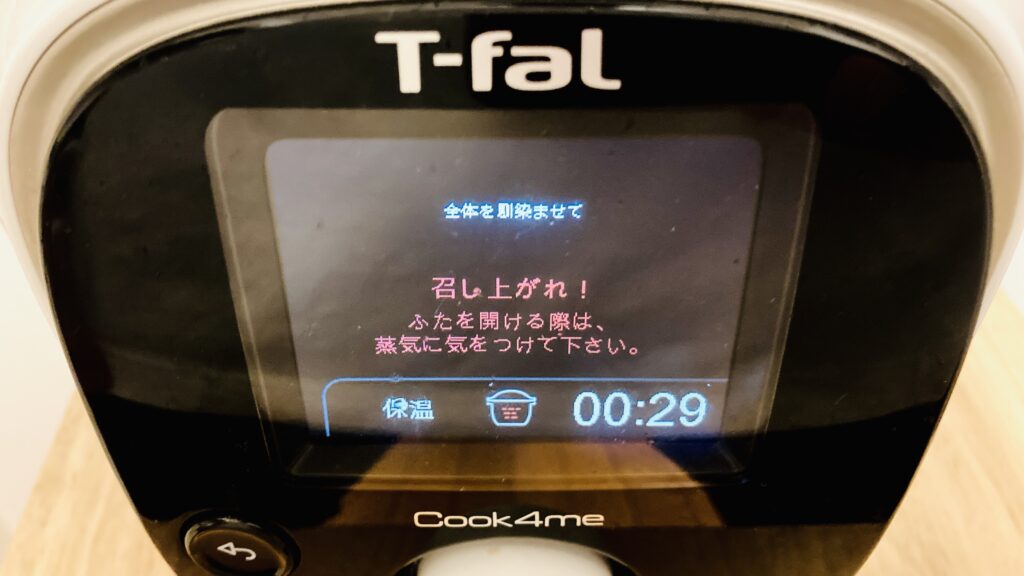 T-fal
全体を馴染ませて
召し上がれ！
ふたを開ける際は、
蒸気に気をつけて下さい。
保温 00:29
Cook4me